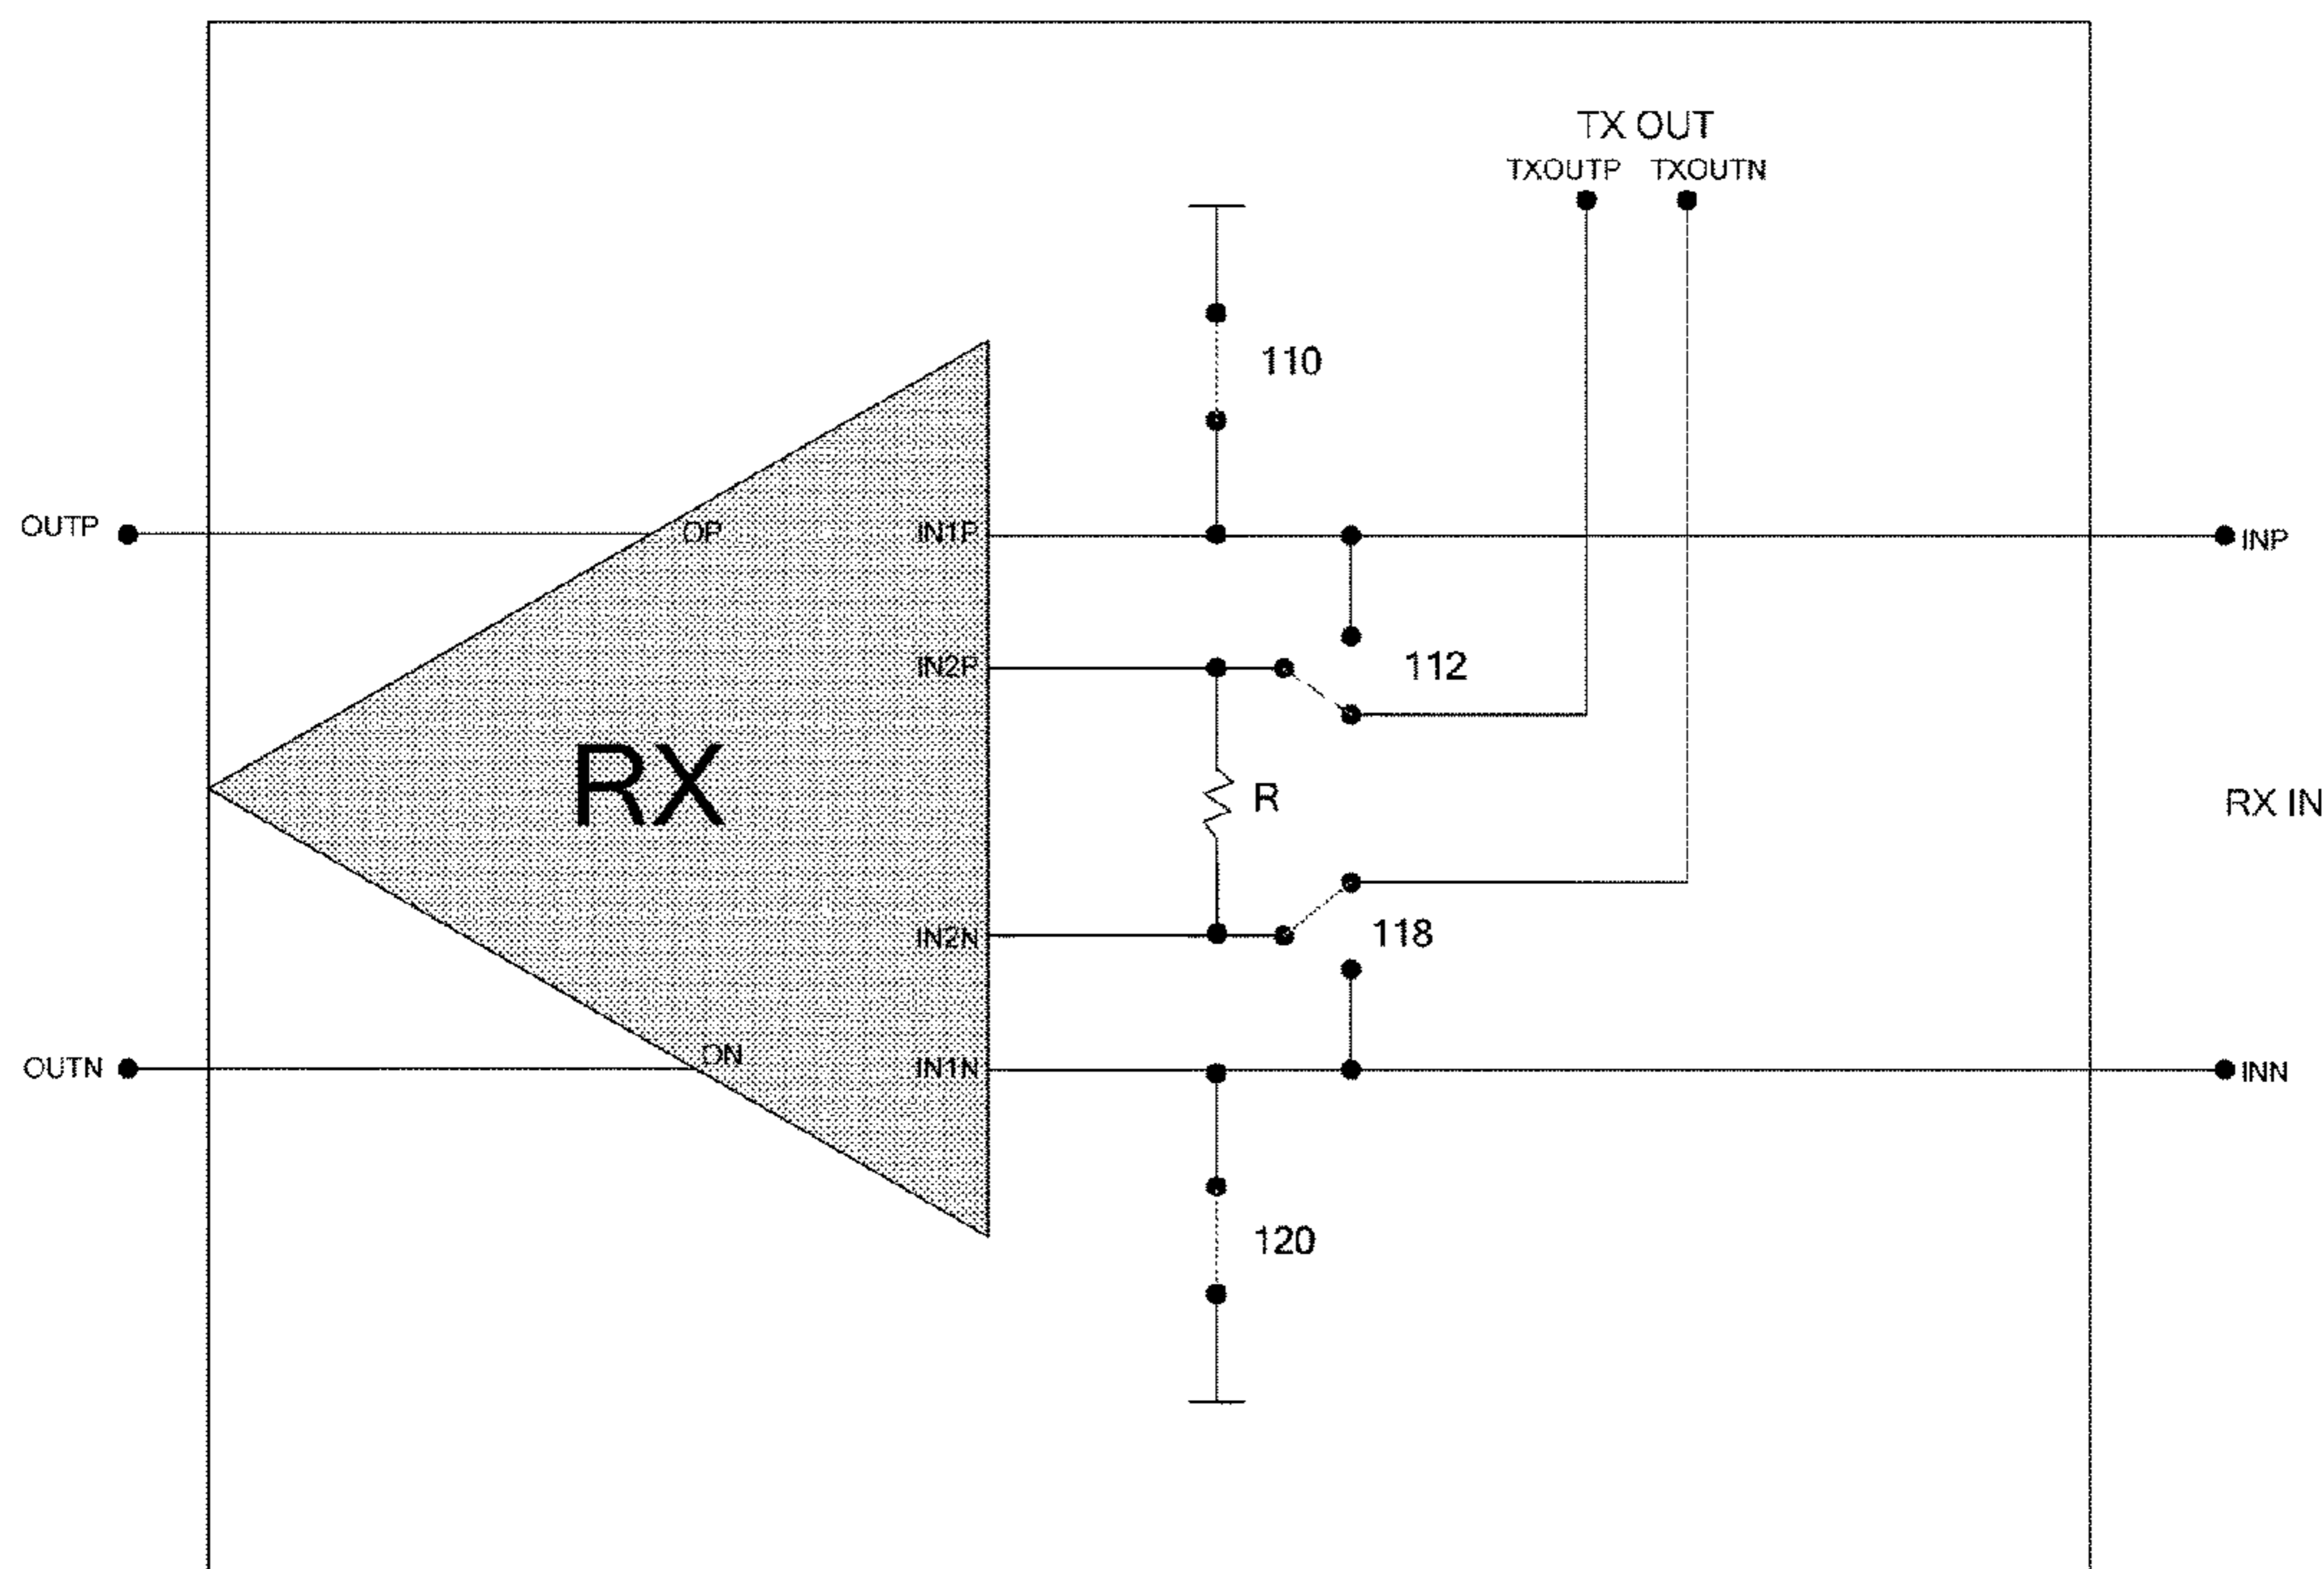 TX OUT
TXOUTP TXOUTN
110
OUTP
OP
IN1P
INP
IN2P
112
RX
R
RX IN
IN2N
118
OUTN
ON
IN1N
INN
120